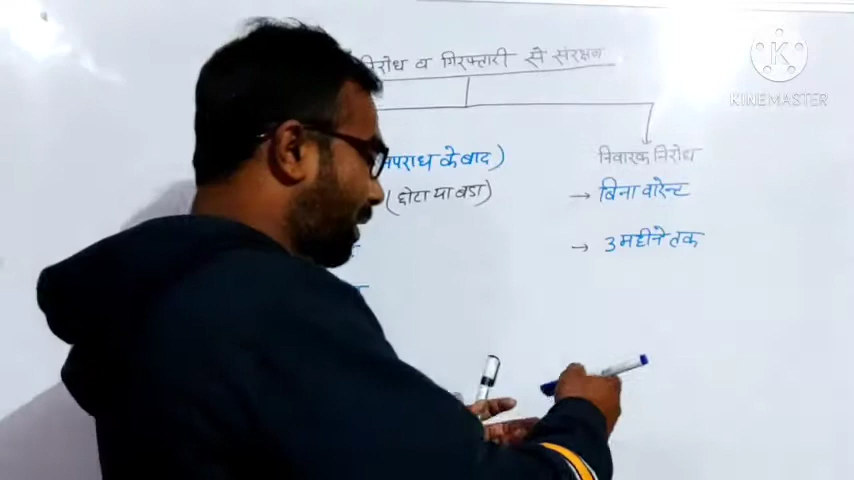 निरोध व गिरफ्तारी से संरक्षण
अपराध के बाद)
(छोटा या बडा)
निवारक निरोध
→ बिना वारेन्ट
→ 3 महीने तक
KINEMASTER